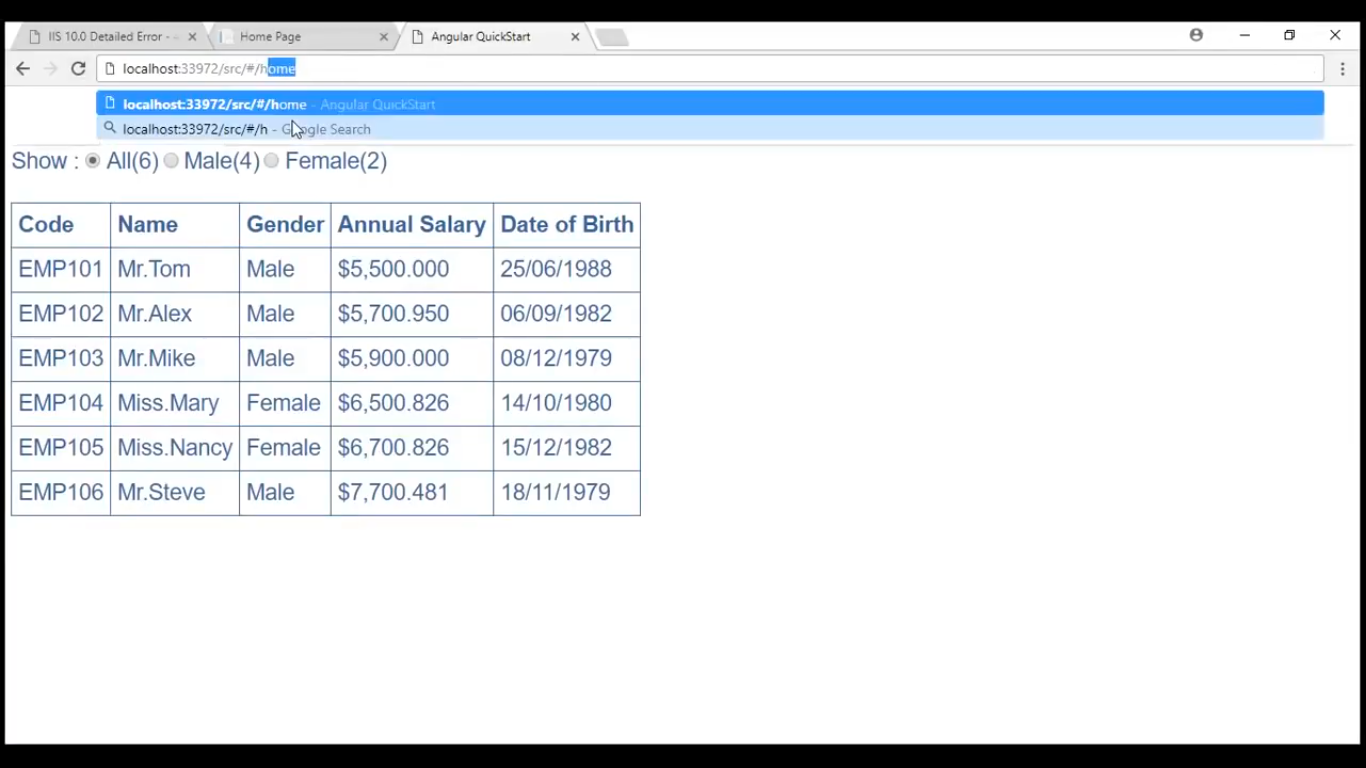 IIS 10.0 Detailed Error - Home Page Angular QuickStart
localhost:33972/src/#/home
localhost:33972/src/#/home - Angular QuickStart
localhost:33972/src/#/h - Google Search
Show : All(6) Male(4) Female(2)
Code Name Gender Annual Salary Date of Birth
EMP101 Mr.Tom Male $5,500.000 25/06/1988
EMP102 Mr.Alex Male $5,700.950 06/09/1982
EMP103 Mr.Mike Male $5,900.000 08/12/1979
EMP104 Miss.Mary Female $6,500.826 14/10/1980
EMP105 Miss.Nancy Female $6,700.826 15/12/1982
EMP106 Mr.Steve Male $7,700.481 18/11/1979